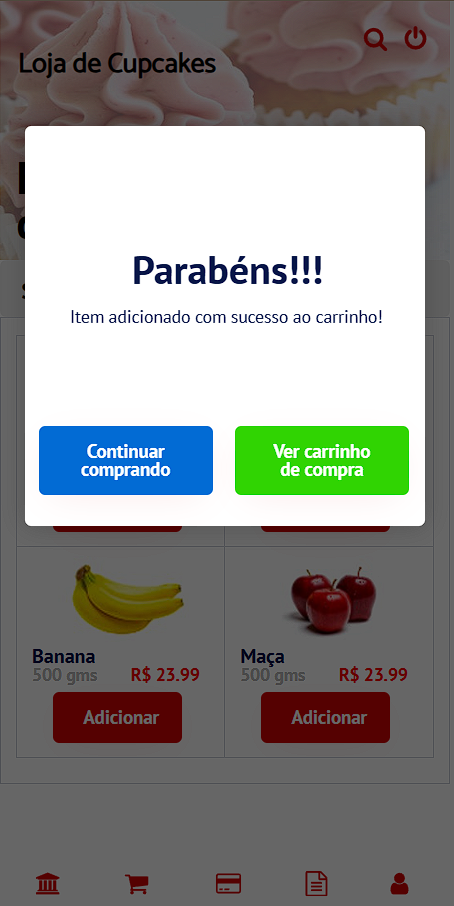 Loja de Cupcakes
Parabéns!!!
Item adicionado com sucesso ao carrinho!
Continuar
comprando
Ver carrinho
de compra
Banana
500 gms
R$ 23.99
Adicionar
Maça
500 gms
R$ 23.99
Adicionar